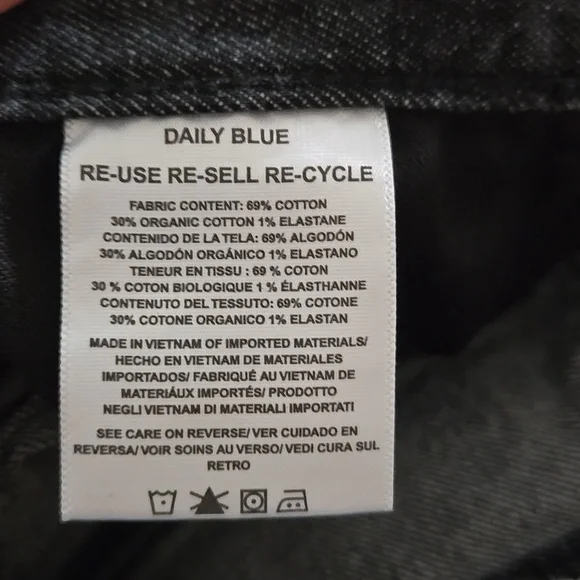 DAILY BLUE
RE-USE RE-SELL RE-CYCLE
FABRIC CONTENT: 69% COTTON
30% ORGANIC COTTON 1% ELASTANE
CONTENIDO DE LA TELA: 69% ALGODÓN
30% ALGODÓN ORGÁNICO 1% ELASTANO
TENEUR EN TISSU : 69 % COTON
30 % COTON BIOLOGIQUE 1 % ÉLASTHANNE
CONTENUTO DEL TESSUTO: 69% COTONE
30% COTONE ORGANICO 1% ELASTAN
MADE IN VIETNAM OF IMPORTED MATERIALS/
HECHO EN VIETNAM DE MATERIALES
IMPORTADOS/ FABRIQUÉ AU VIETNAM DE
MATERIÁUX IMPORTÉS/ PRODOTTO
NEGLI VIETNAM DI MATERIALI IMPORTATI
SEE CARE ON REVERSE/ VER CUIDADO EN
REVERSA/ VOIR SOINS AU VERSO/ VEDI CURA SUL
RETRO